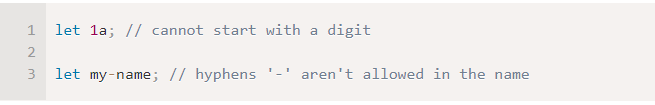 1 let 1a; // cannot start with a digit
2
3 let my-name; // hyphens '-' aren't allowed in the name